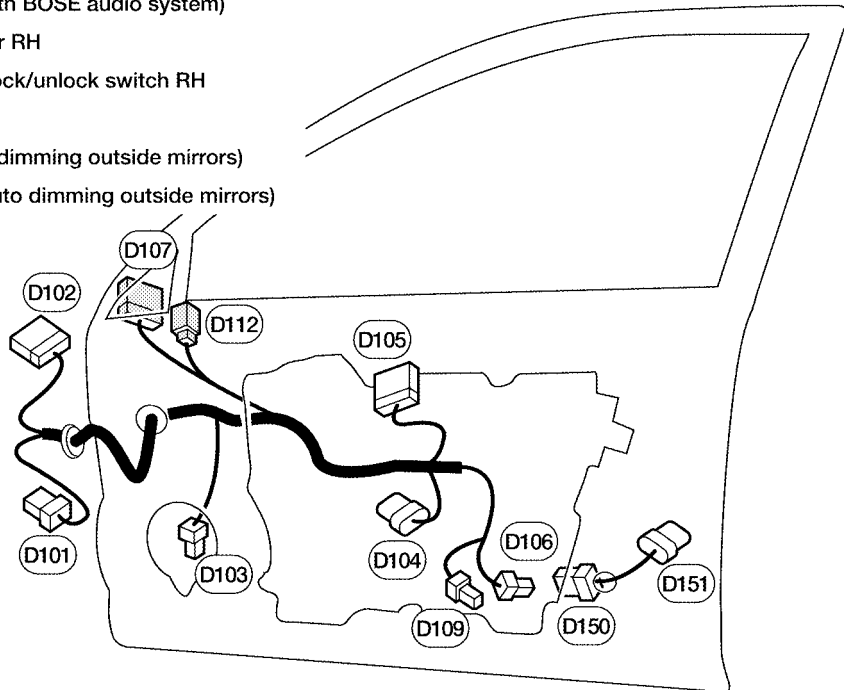 th BOSE audio system)
r RH
ock/unlock switch RH
dimming outside mirrors)
uto dimming outside mirrors)
D107
D102
D112
D105
D101
D103
D104
D106
D109
D150
D151